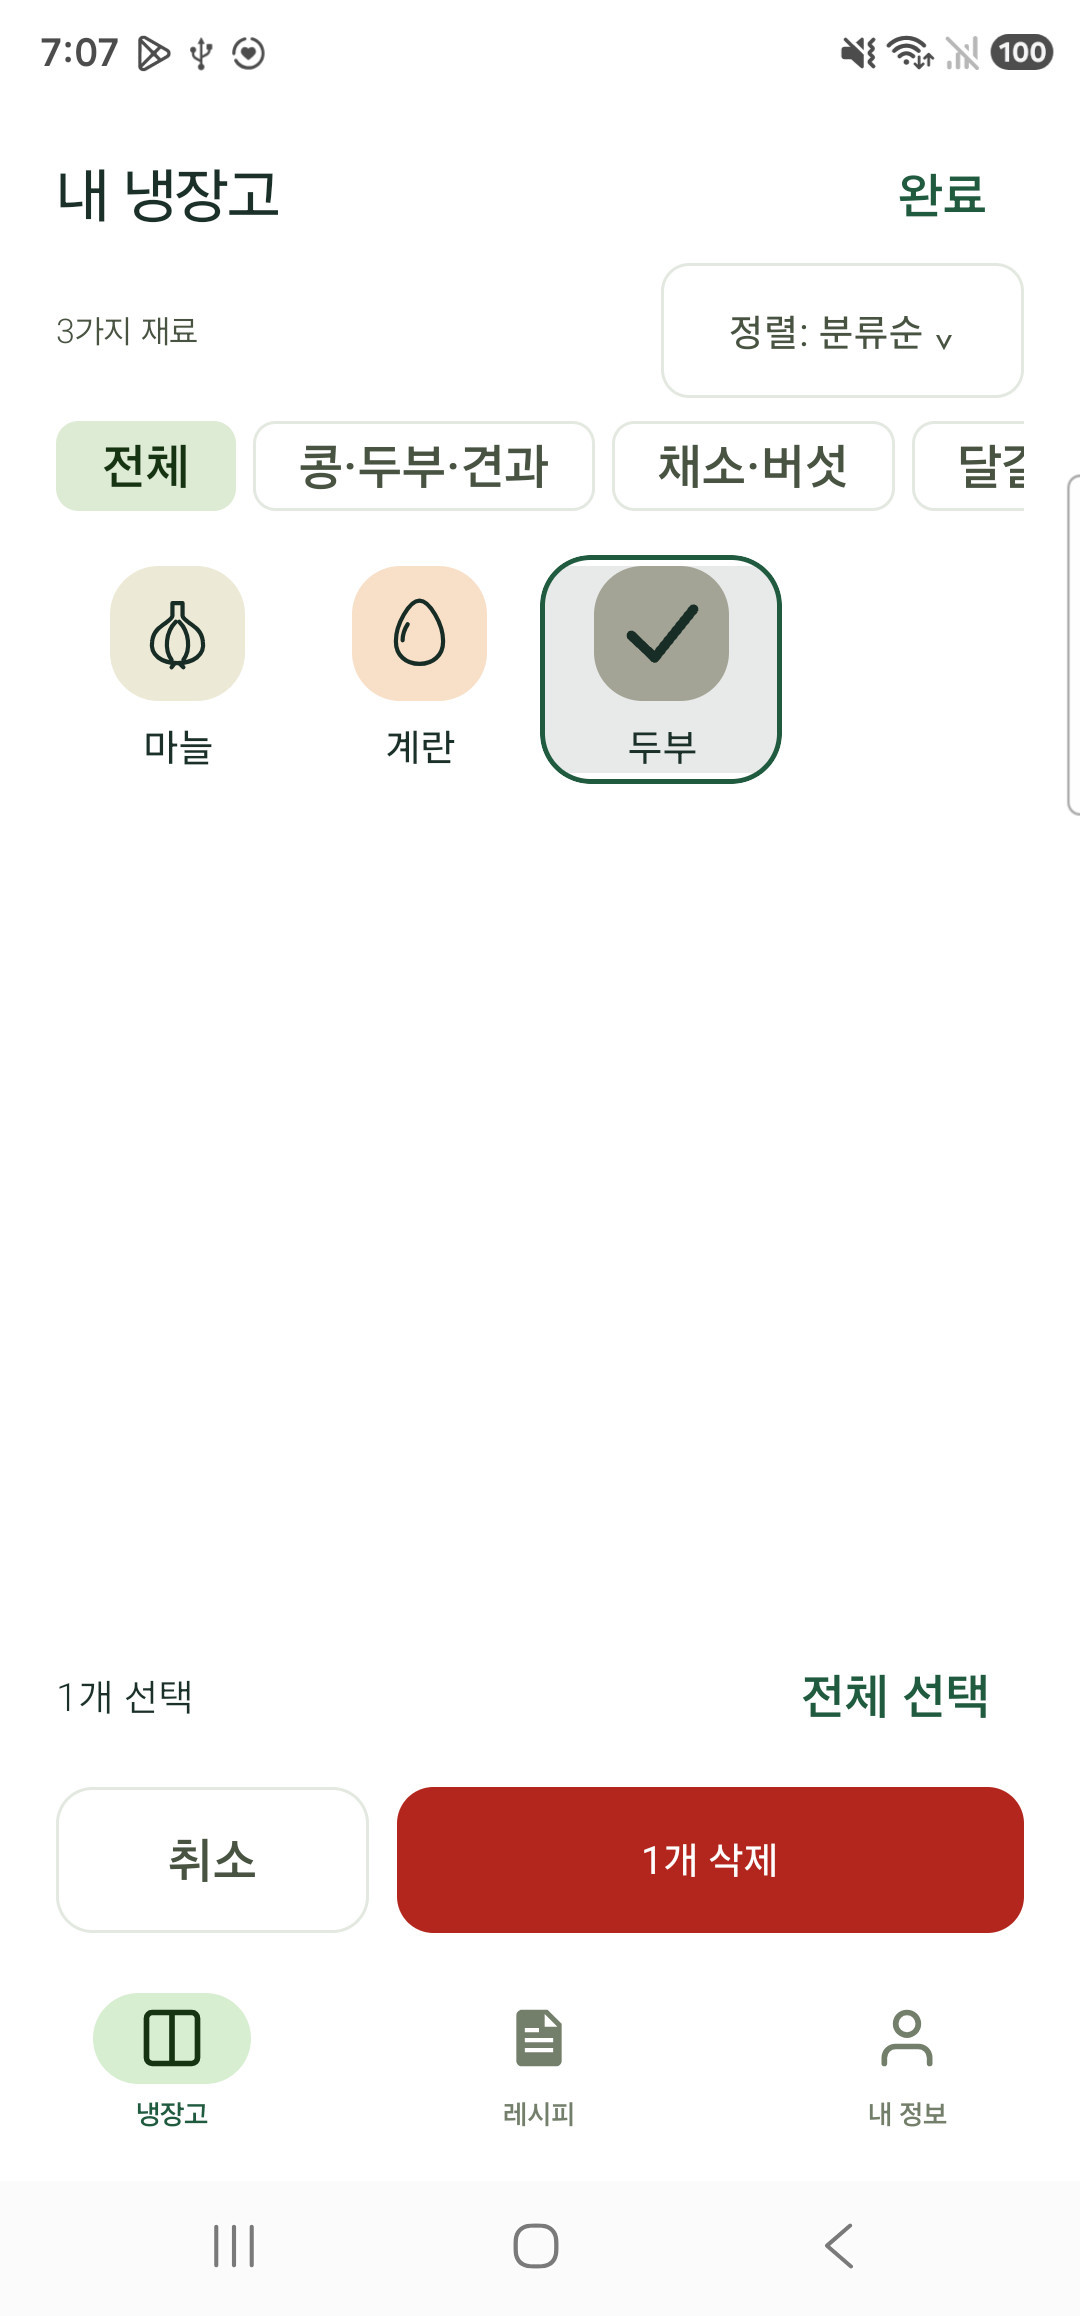 7:07
100
내 냉장고
완료
3가지 재료
정렬: 분류순
전체
콩·두부·견과
채소·버섯
마늘
계란
두부
1개 선택
전체 선택
취소
1개 삭제
냉장고
레시피
내 정보